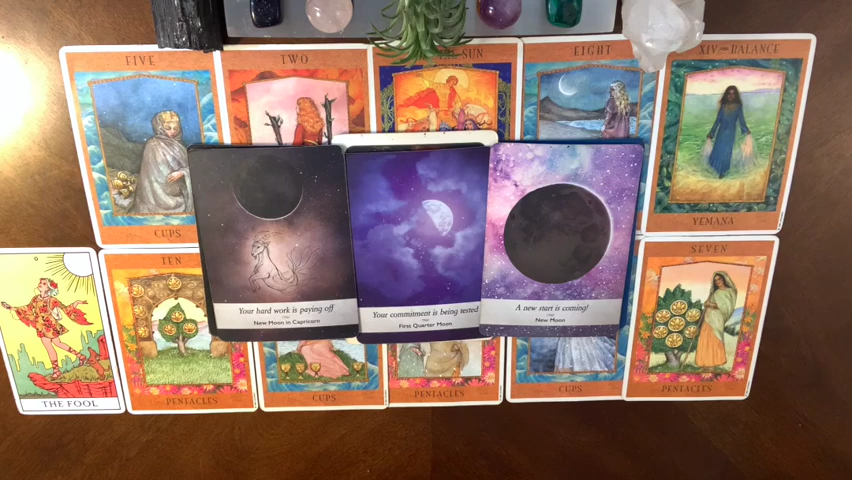 FIVE
TWO
THE SUN
EIGHT
XIV BALANCE
CUPS
YEMANA
Your hard work is paying off
New Moon in Capricorn
Your commitment is being tested
First Quarter Moon
A new start is coming!
New Moon
TEN
SEVEN
THE FOOL
PENTACLES
CUPS
PENTACLES
CUPS
PENTACLES